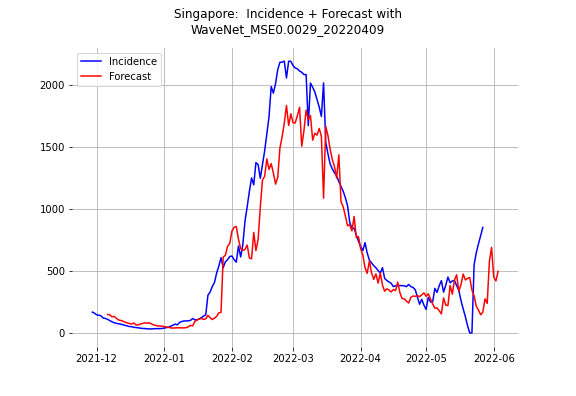 Singapore:  Incidence + Forecast with
WaveNet_MSE0.0029_20220409
Incidence
Forecast
2000
1500
1000
500
0
2021-12 2022-01 2022-02 2022-03 2022-04 2022-05 2022-06